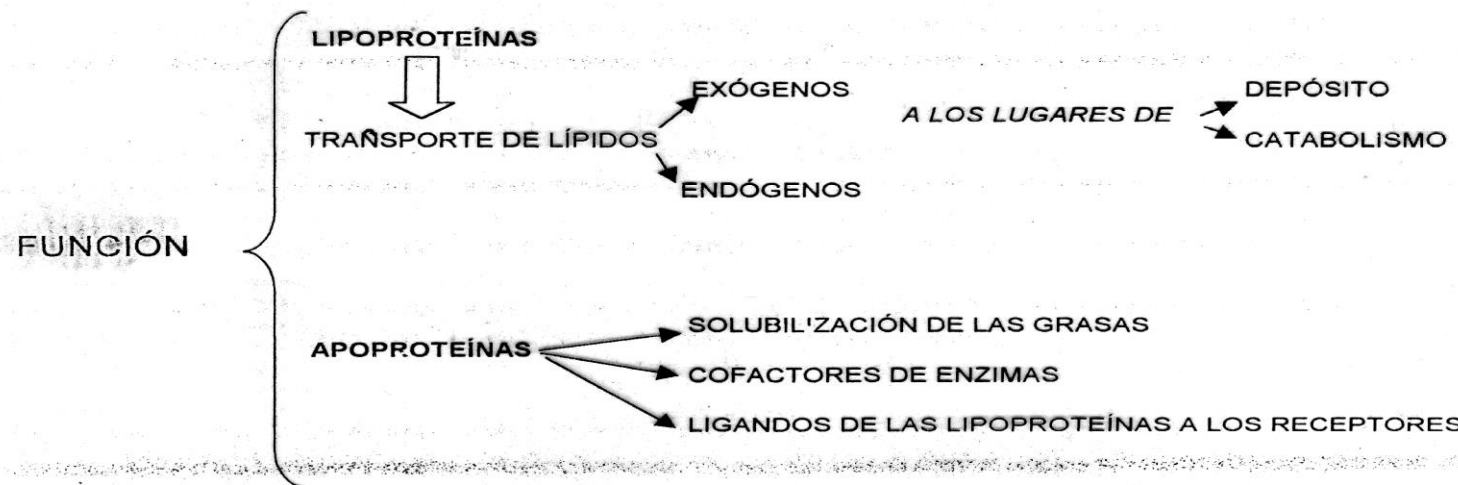 LIPOPROTEÍNAS
EXÓGENOS
DEPÓSITO
A LOS LUGARES DE
TRANSPORTE DE LÍPIDOS
CATABOLISMO
ENDÓGENOS
FUNCIÓN
SOLUBILIZACIÓN DE LAS GRASAS
APOPROTEÍNAS
COFACTORES DE ENZIMAS
LIGANDOS DE LAS LIPOPROTEÍNAS A LOS RECEPTORES